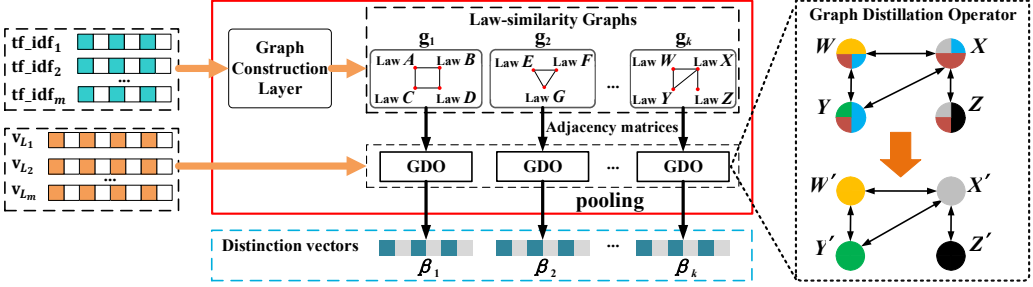 tf_idf1
tf_idf2
...
tf_idfm
vL1
vL2
...
vLm
Graph
Construction
Layer
Law-similarity Graphs
g1 g2 gk
Law A Law B
Law C Law D
Law E Law F
Law G
...
Law W Law X
Law Y Law Z
Adjacency matrices
GDO GDO ... GDO
pooling
Distinction vectors
...
β1 β2 βk
Graph Distillation Operator
W X
Y Z
W′ X′
Y′ Z′